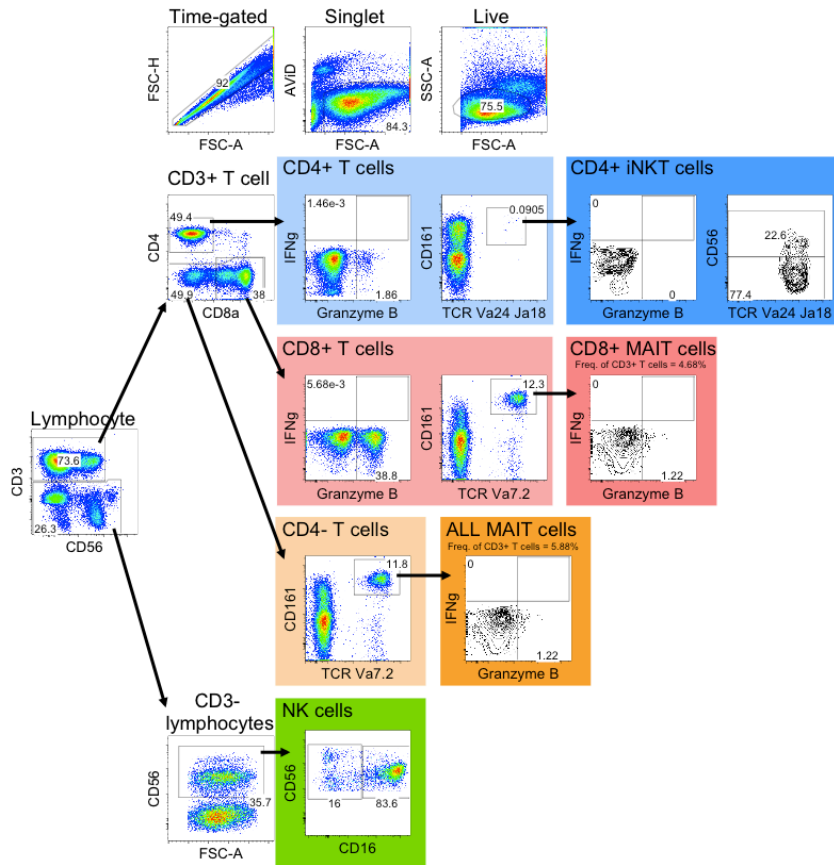 Time-gated
Singlet
Live
FSC-H
92
FSC-A
AViD
84.3
FSC-A
SSC-A
75.5
FSC-A
CD3+ T cell
49.4
CD4
49.9
38
CD8a
CD4+ T cells
1.46e-3
IFNg
1.86
Granzyme B
0.0905
CD161
TCR Va24 Ja18
CD4+ iNKT cells
0
IFNg
0
Granzyme B
CD56
22.6
77.4
TCR Va24 Ja18
CD8+ T cells
5.68e-3
IFNg
38.8
Granzyme B
12.3
CD161
TCR Va7.2
CD8+ MAIT cells
Freq. of CD3+ T cells = 4.68%
0
IFNg
1.22
Granzyme B
Lymphocyte
73.6
CD3
26.3
CD56
CD4- T cells
11.8
CD161
TCR Va7.2
ALL MAIT cells
Freq. of CD3+ T cells = 5.88%
0
IFNg
1.22
Granzyme B
CD3-
lymphocytes
CD56
35.7
FSC-A
NK cells
CD56
16
83.6
CD16